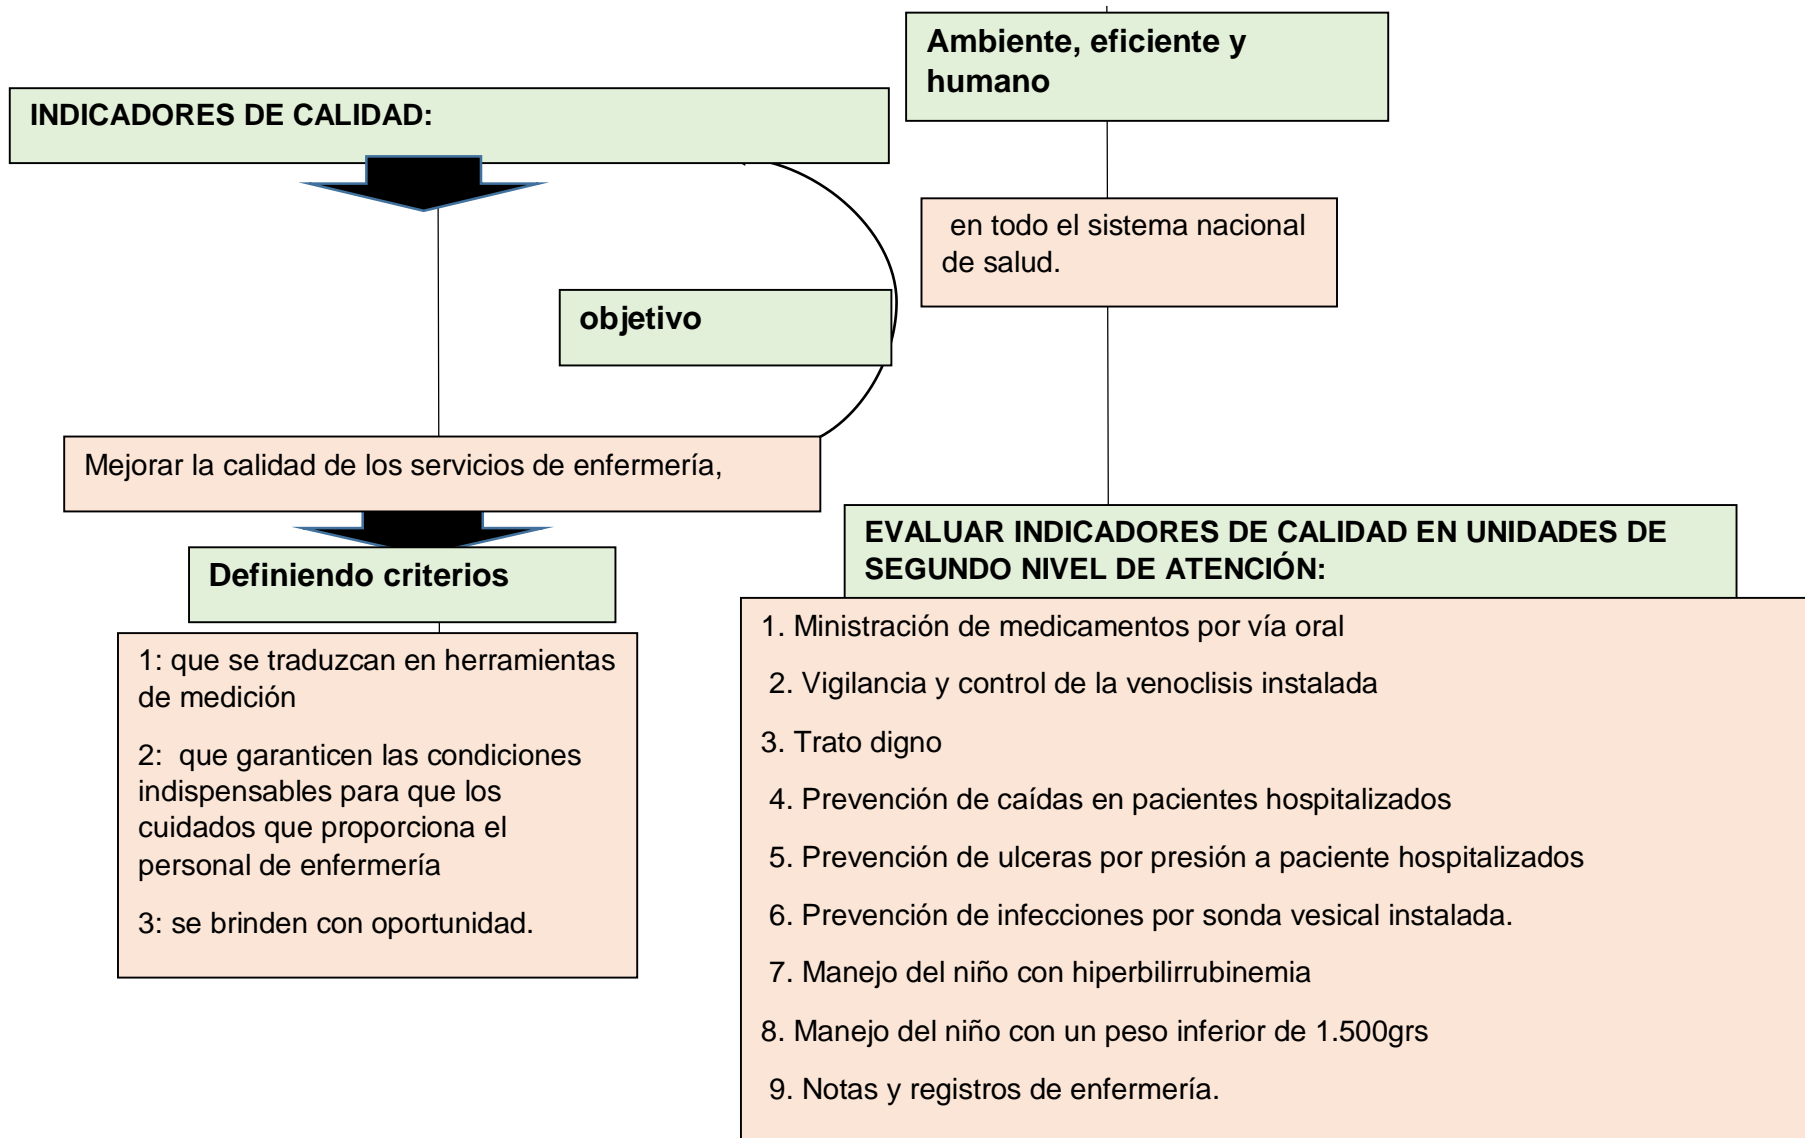 INDICADORES DE CALIDAD:
objetivo
Mejorar la calidad de los servicios de enfermería,
Definiendo criterios
1: que se traduzcan en herramientas
de medición
2:  que garanticen las condiciones
indispensables para que los
cuidados que proporciona el
personal de enfermería
3: se brinden con oportunidad.
Ambiente, eficiente y
humano
en todo el sistema nacional
de salud.
EVALUAR INDICADORES DE CALIDAD EN UNIDADES DE
SEGUNDO NIVEL DE ATENCIÓN:
1. Ministración de medicamentos por vía oral
2. Vigilancia y control de la venoclisis instalada
3. Trato digno
4. Prevención de caídas en pacientes hospitalizados
5. Prevención de ulceras por presión a paciente hospitalizados
6. Prevención de infecciones por sonda vesical instalada.
7. Manejo del niño con hiperbilirrubinemia
8. Manejo del niño con un peso inferior de 1.500grs
9. Notas y registros de enfermería.